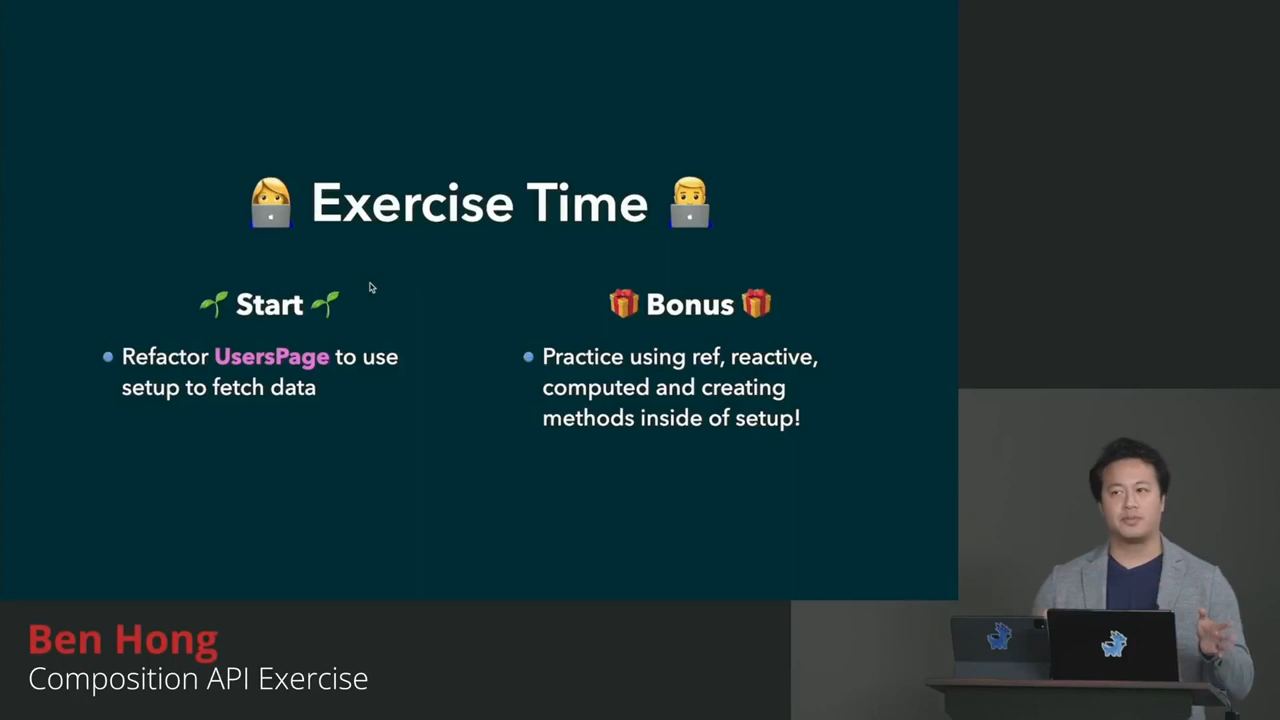 Exercise Time
Start
Refactor UsersPage to use
setup to fetch data
Bonus
Practice using ref, reactive,
computed and creating
methods inside of setup!
Ben Hong
Composition API Exercise